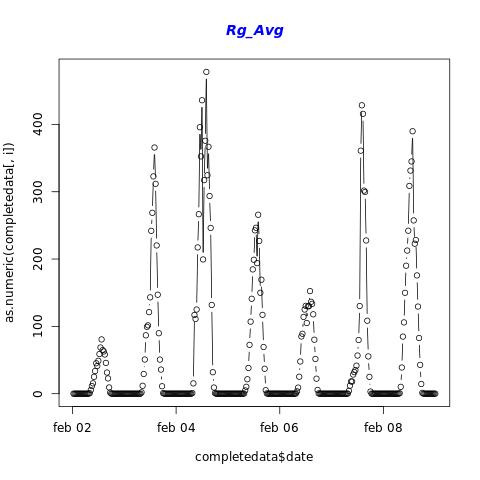 Rg_Avg
as.numeric(completedata[, i])
400
300
200
100
0
feb 02
feb 04
feb 06
feb 08
completedata$date